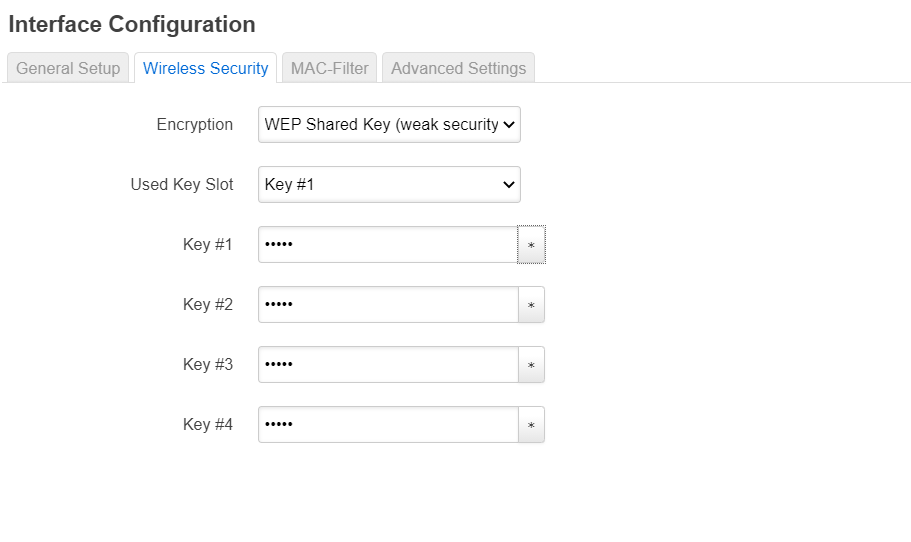 Interface Configuration
General Setup Wireless Security MAC-Filter Advanced Settings
Encryption WEP Shared Key (weak security
Used Key Slot Key #1
Key #1 ••••• *
Key #2 ••••• *
Key #3 ••••• *
Key #4 ••••• *